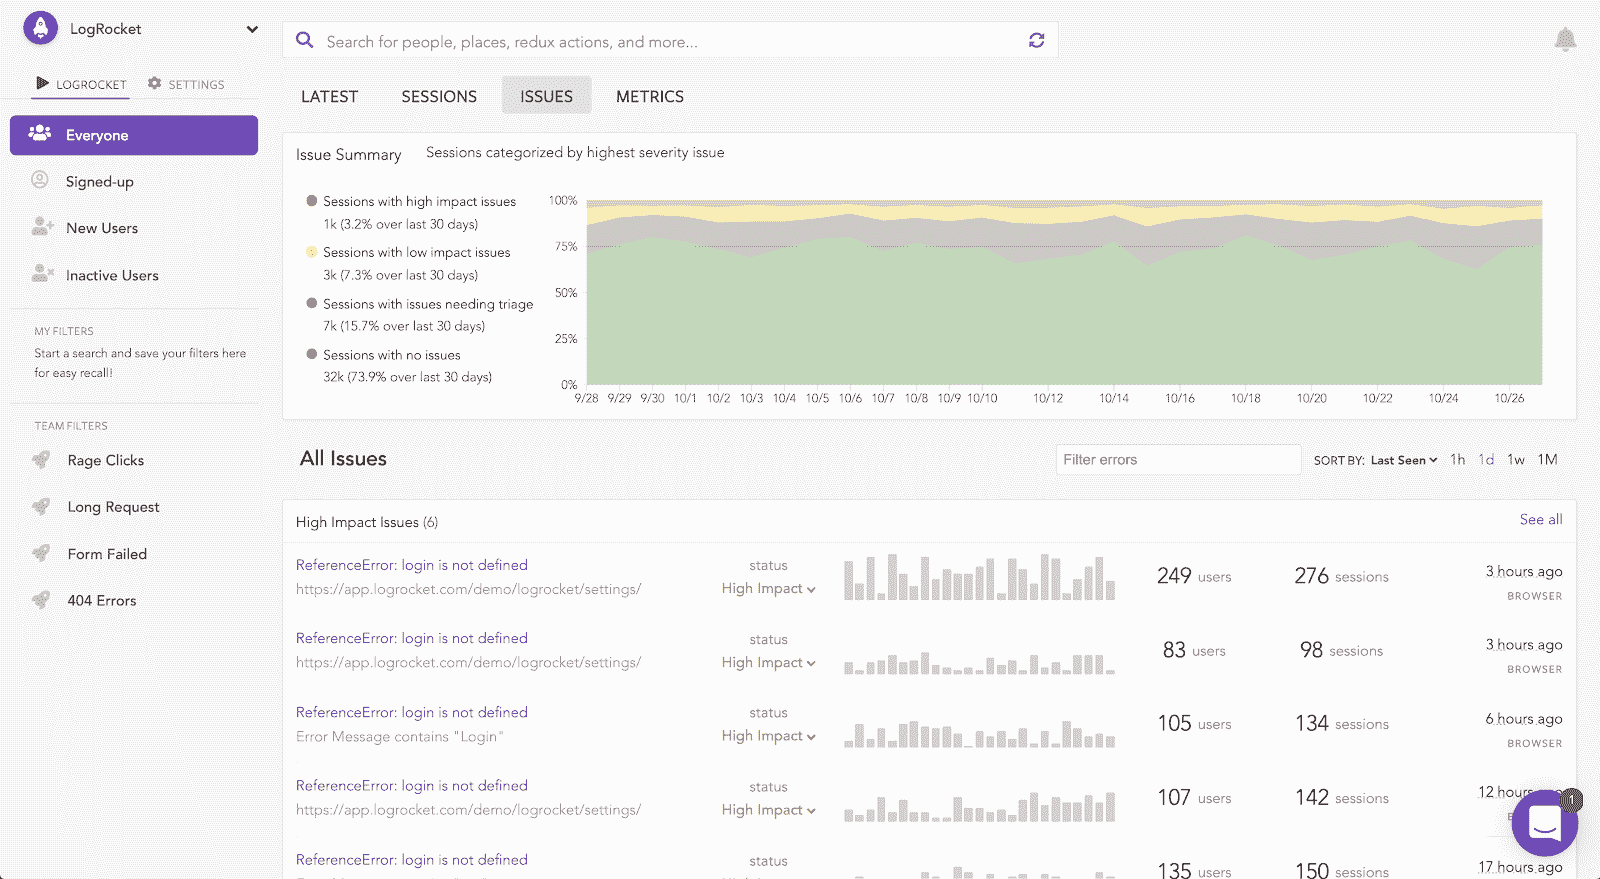 LogRocket
Search for people, places, redux actions, and more...
LOGROCKET SETTINGS
LATEST SESSIONS ISSUES METRICS
Everyone
Signed-up
New Users
Inactive Users
MY FILTERS
Start a search and save your filters here
for easy recall!
TEAM FILTERS
Rage Clicks
Long Request
Form Failed
404 Errors
Issue Summary Sessions categorized by highest severity issue
Sessions with high impact issues
1k (3.2% over last 30 days)
Sessions with low impact issues
3k (7.3% over last 30 days)
Sessions with issues needing triage
7k (15.7% over last 30 days)
Sessions with no issues
32k (73.9% over last 30 days)
100%
75%
50%
25%
0%
9/28 9/29 9/30 10/1 10/2 10/3 10/4 10/5 10/6 10/7 10/8 10/9 10/10 10/12 10/14 10/16 10/18 10/20 10/22 10/24 10/26
All Issues
Filter errors
SORT BY: Last Seen 1h 1d 1w 1M
High Impact Issues (6) See all
ReferenceError: login is not defined
https://app.logrocket.com/demo/logrocket/settings/
status
High Impact
249 users 276 sessions
3 hours ago
BROWSER
ReferenceError: login is not defined
https://app.logrocket.com/demo/logrocket/settings/
status
High Impact
83 users 98 sessions
3 hours ago
BROWSER
ReferenceError: login is not defined
Error Message contains "Login"
status
High Impact
105 users 134 sessions
6 hours ago
BROWSER
ReferenceError: login is not defined
https://app.logrocket.com/demo/logrocket/settings/
status
High Impact
107 users 142 sessions
12 hours ago
1
ReferenceError: login is not defined
status
135 users 150 sessions
17 hours ago